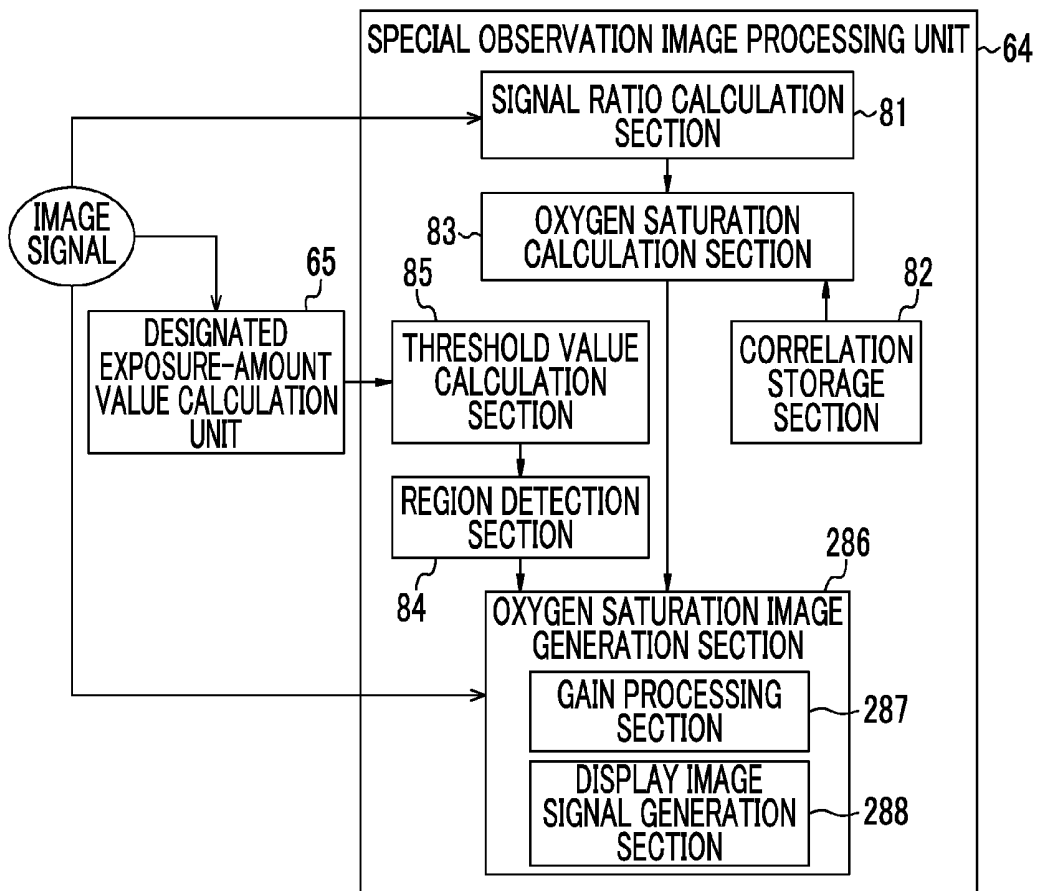 SPECIAL OBSERVATION IMAGE PROCESSING UNIT
64
SIGNAL RATIO CALCULATION
SECTION
81
IMAGE
SIGNAL
83
OXYGEN SATURATION
CALCULATION SECTION
65
DESIGNATED
EXPOSURE-AMOUNT
VALUE CALCULATION
UNIT
85
THRESHOLD VALUE
CALCULATION
SECTION
82
CORRELATION
STORAGE
SECTION
REGION DETECTION
SECTION
84
286
OXYGEN SATURATION IMAGE
GENERATION SECTION
GAIN PROCESSING
SECTION
287
DISPLAY IMAGE
SIGNAL GENERATION
SECTION
288